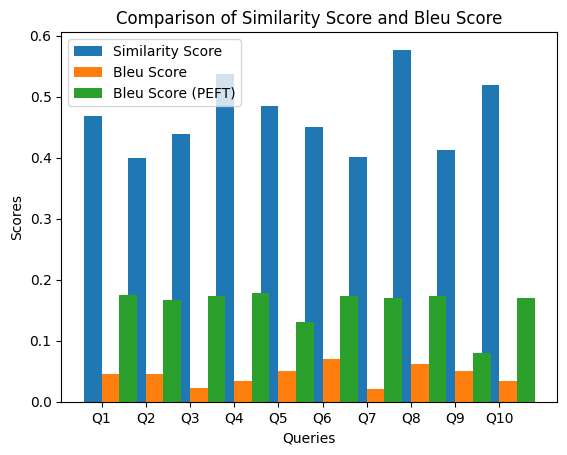 Comparison of Similarity Score and Bleu Score
Similarity Score
Bleu Score
Bleu Score (PEFT)
0.6
0.5
0.4
0.3
0.2
0.1
0.0
Scores
Q1 Q2 Q3 Q4 Q5 Q6 Q7 Q8 Q9 Q10
Queries